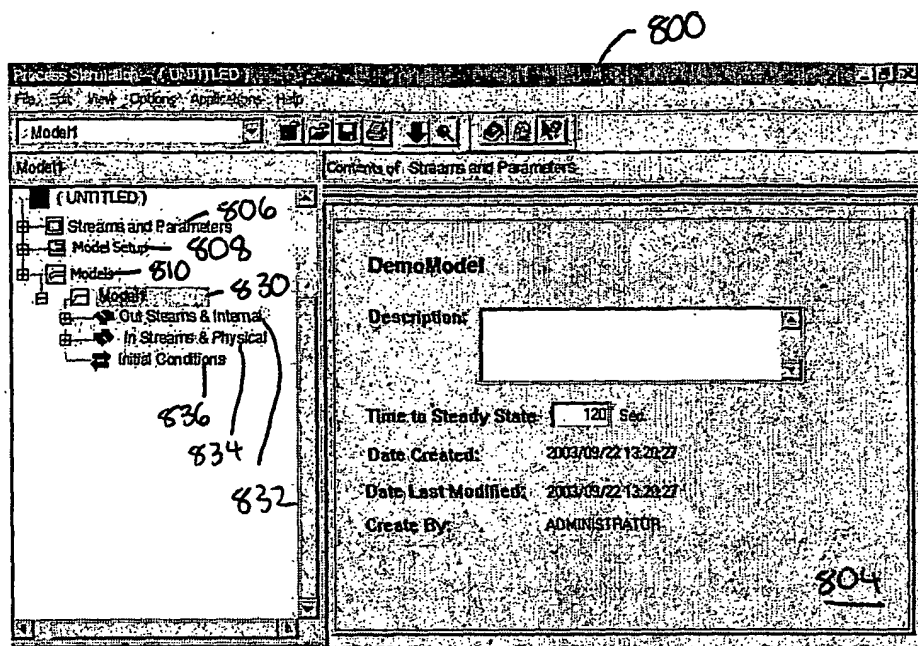 800
Process Simulation - ( UNTITLED )
File Edit View Options Applications Help
Model1
Model1
Contents of Streams and Parameters
( UNTITLED )
Streams and Parameters 806
Model Setup 808
Models 810
Model1 830
Out Streams & Internal
In Streams & Physical
Initial Conditions
836
834
832
DemoModel
Description:
Time to Steady State 120 Sec.
Date Created: 2003/09/22 13:20:27
Date Last Modified: 2003/09/22 13:20:27
Create By: ADMINISTRATOR
804